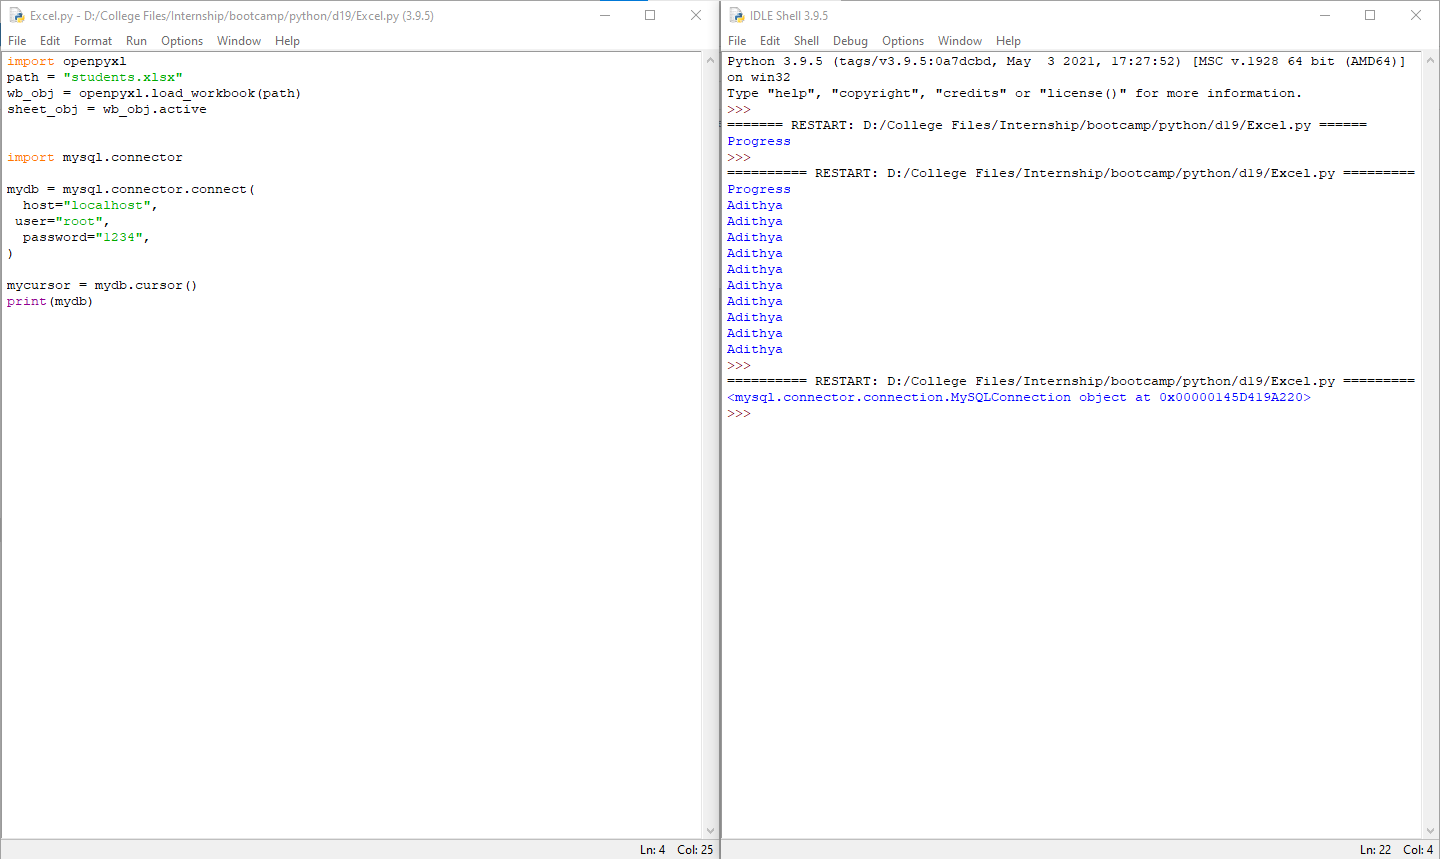 Excel.py - D:/College Files/Internship/bootcamp/python/d19/Excel.py (3.9.5)
File Edit Format Run Options Window Help
import openpyxl
path = "students.xlsx"
wb_obj = openpyxl.load_workbook(path)
sheet_obj = wb_obj.active
import mysql.connector
mydb = mysql.connector.connect(
  host="localhost",
 user="root",
  password="1234",
)
mycursor = mydb.cursor()
print(mydb)
Ln: 4 Col: 25
IDLE Shell 3.9.5
File Edit Shell Debug Options Window Help
Python 3.9.5 (tags/v3.9.5:0a7dcbd, May  3 2021, 17:27:52) [MSC v.1928 64 bit (AMD64)]
on win32
Type "help", "copyright", "credits" or "license()" for more information.
>>>
======= RESTART: D:/College Files/Internship/bootcamp/python/d19/Excel.py ======
Progress
>>>
========== RESTART: D:/College Files/Internship/bootcamp/python/d19/Excel.py =========
Progress
Adithya
Adithya
Adithya
Adithya
Adithya
Adithya
Adithya
Adithya
Adithya
Adithya
>>>
========== RESTART: D:/College Files/Internship/bootcamp/python/d19/Excel.py =========
<mysql.connector.connection.MySQLConnection object at 0x00000145D419A220>
>>>
Ln: 22 Col: 4